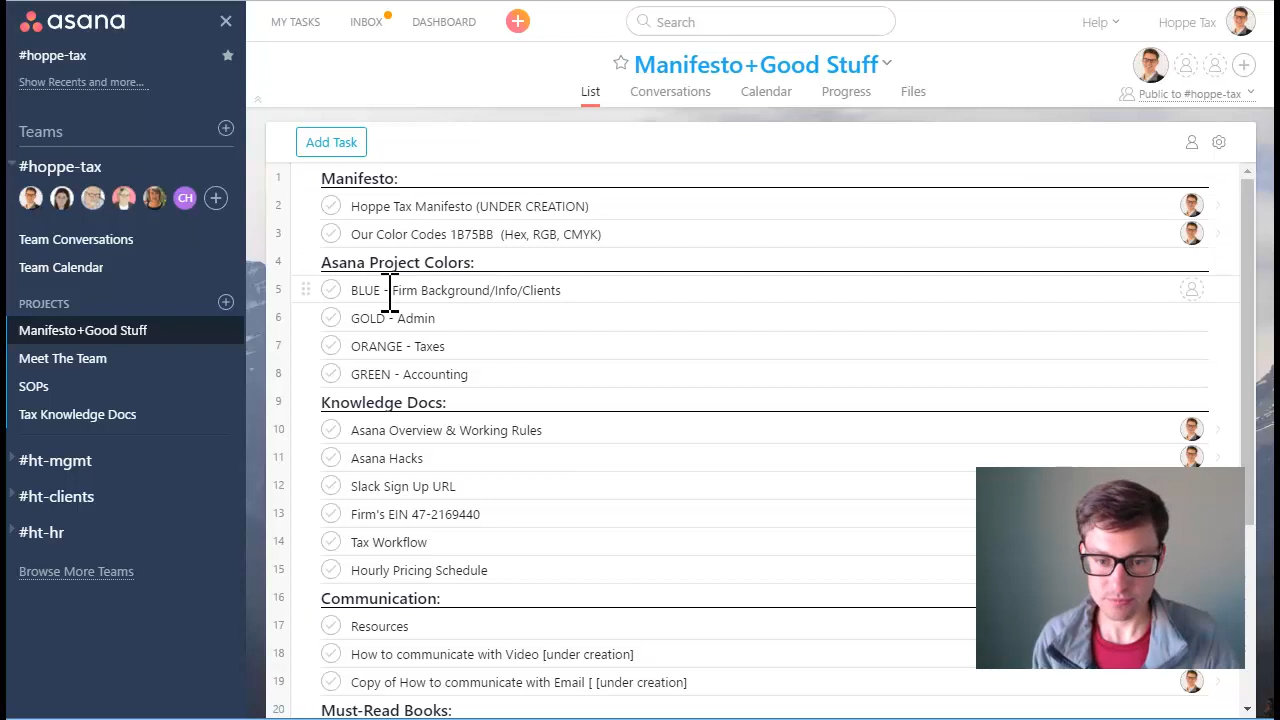 asana
#hoppe-tax
Show Recents and more...
Teams
#hoppe-tax
CH
Team Conversations
Team Calendar
PROJECTS
Manifesto+Good Stuff
Meet The Team
SOPs
Tax Knowledge Docs
#ht-mgmt
#ht-clients
#ht-hr
Browse More Teams
MY TASKS INBOX DASHBOARD Search Help Hoppe Tax
Manifesto+Good Stuff
List Conversations Calendar Progress Files
Public to #hoppe-tax
Add Task
1 Manifesto:
2 Hoppe Tax Manifesto (UNDER CREATION)
3 Our Color Codes 1B75BB (Hex, RGB, CMYK)
4 Asana Project Colors:
5 BLUE - Firm Background/Info/Clients
6 GOLD - Admin
7 ORANGE - Taxes
8 GREEN - Accounting
9 Knowledge Docs:
10 Asana Overview & Working Rules
11 Asana Hacks
12 Slack Sign Up URL
13 Firm's EIN 47-2169440
14 Tax Workflow
15 Hourly Pricing Schedule
16 Communication:
17 Resources
18 How to communicate with Video [under creation]
19 Copy of How to communicate with Email [ [under creation]
20 Must-Read Books: